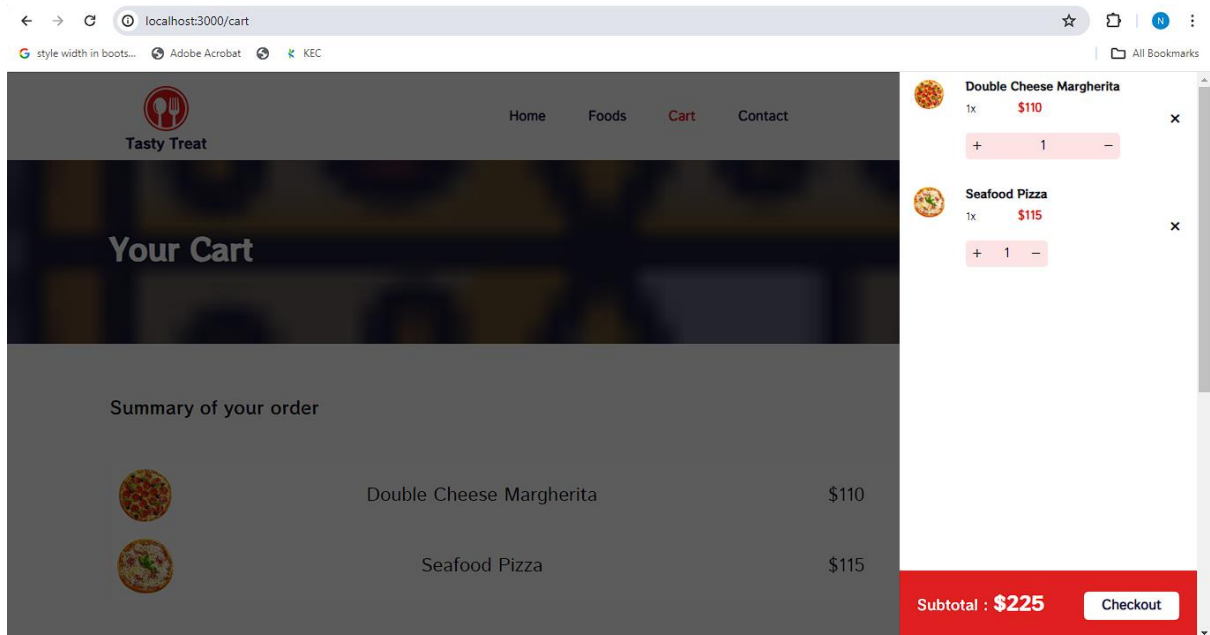 localhost:3000/cart
N
style width in boots... Adobe Acrobat KEC
All Bookmarks
Tasty Treat
Home Foods Cart Contact
Your Cart
Summary of your order
Double Cheese Margherita $110
Seafood Pizza $115
Double Cheese Margherita
1x $110
+ 1 −
×
Seafood Pizza
1x $115
+ 1 −
×
Subtotal : $225 Checkout